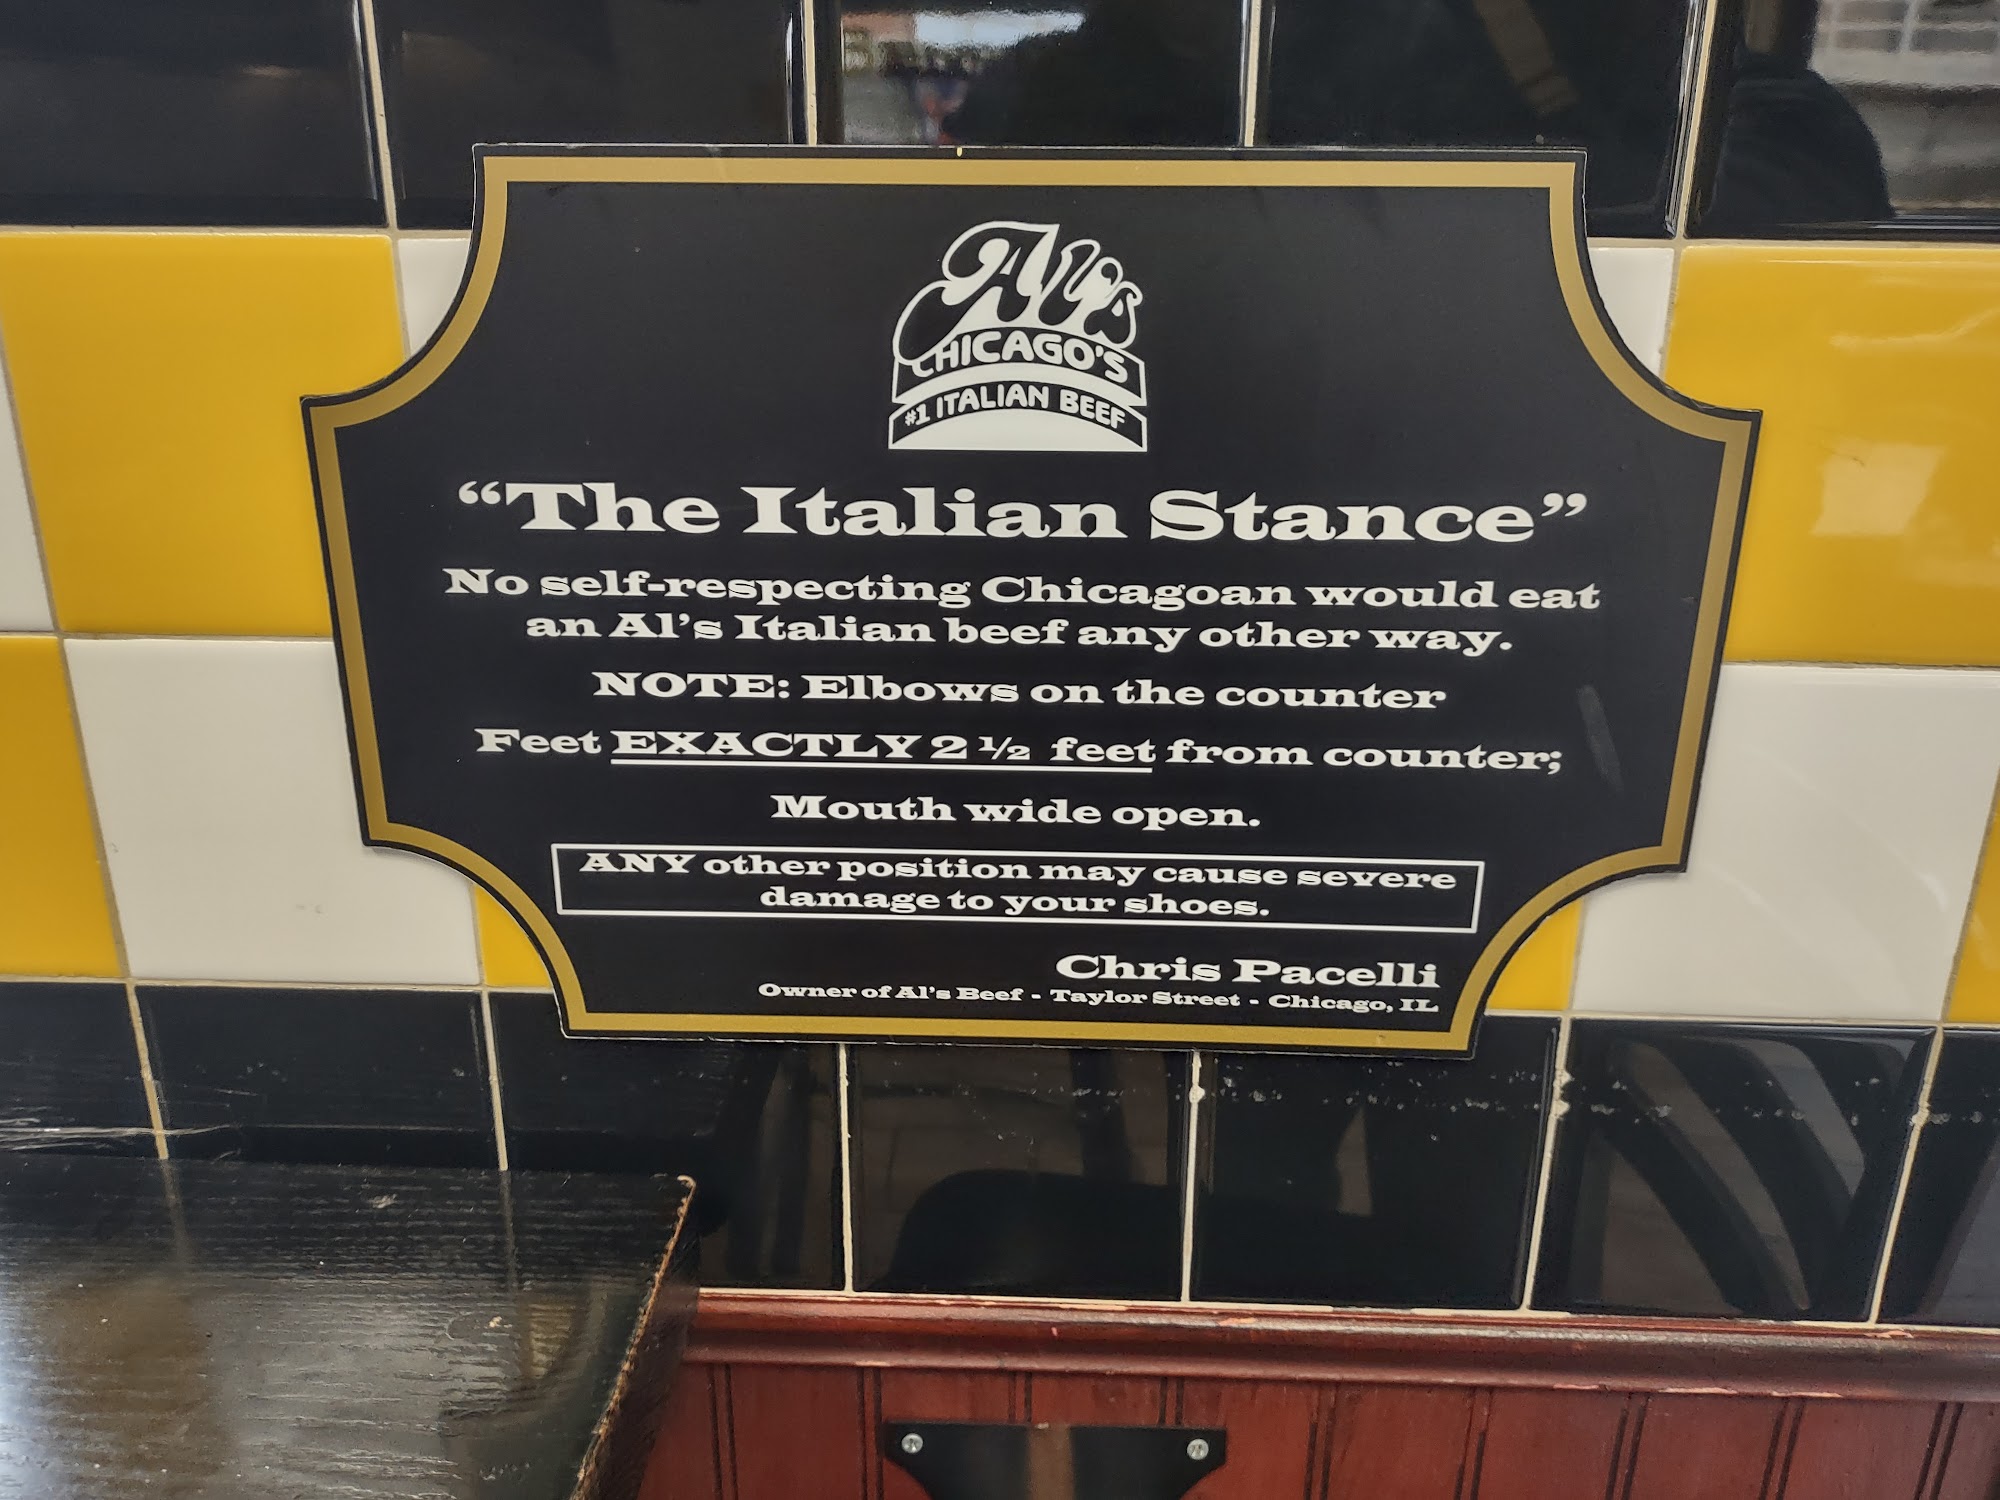 Al's
CHICAGO'S
#1 ITALIAN BEEF
“The Italian Stance”
No self-respecting Chicagoan would eat
an Al’s Italian beef any other way.
NOTE: Elbows on the counter
Feet EXACTLY 2 ½ feet from counter;
Mouth wide open.
ANY other position may cause severe
damage to your shoes.
Chris Pacelli
Owner of Al’s Beef - Taylor Street - Chicago, IL